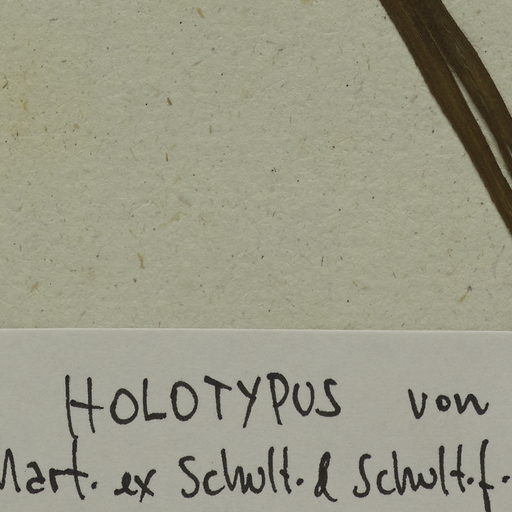 HOLOTYPUS von
Mart. ex Schult. & Schult.f.